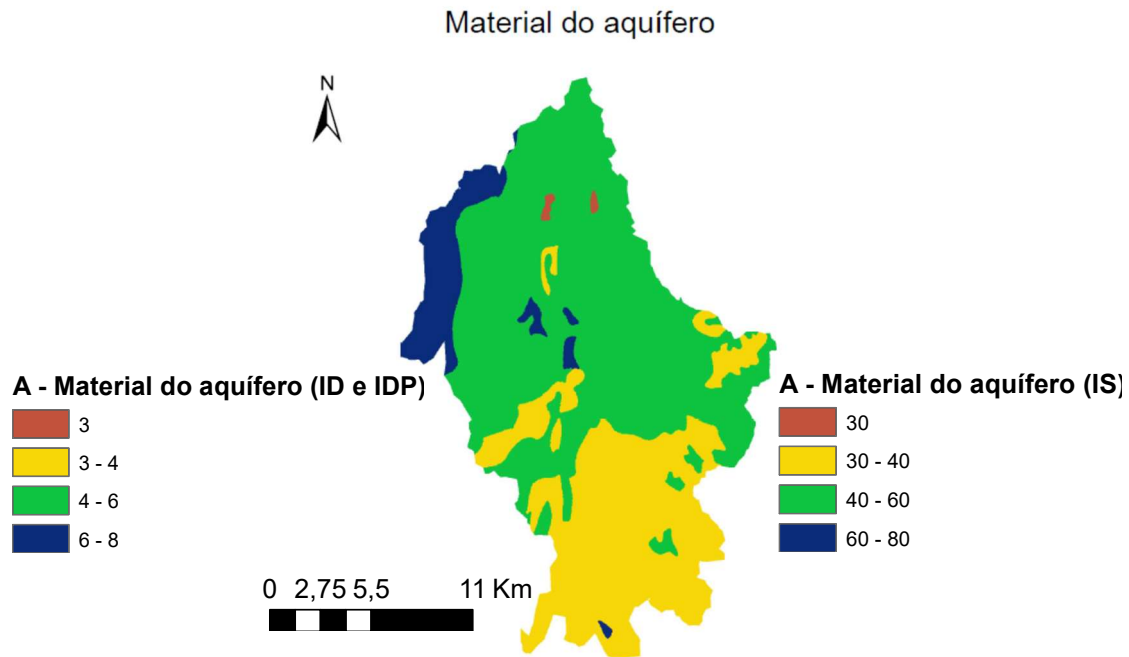 Material do aquífero
N
A - Material do aquífero (ID e IDP)
3
3 - 4
4 - 6
6 - 8
A - Material do aquífero (IS)
30
30 - 40
40 - 60
60 - 80
0 2,75 5,5 11 Km